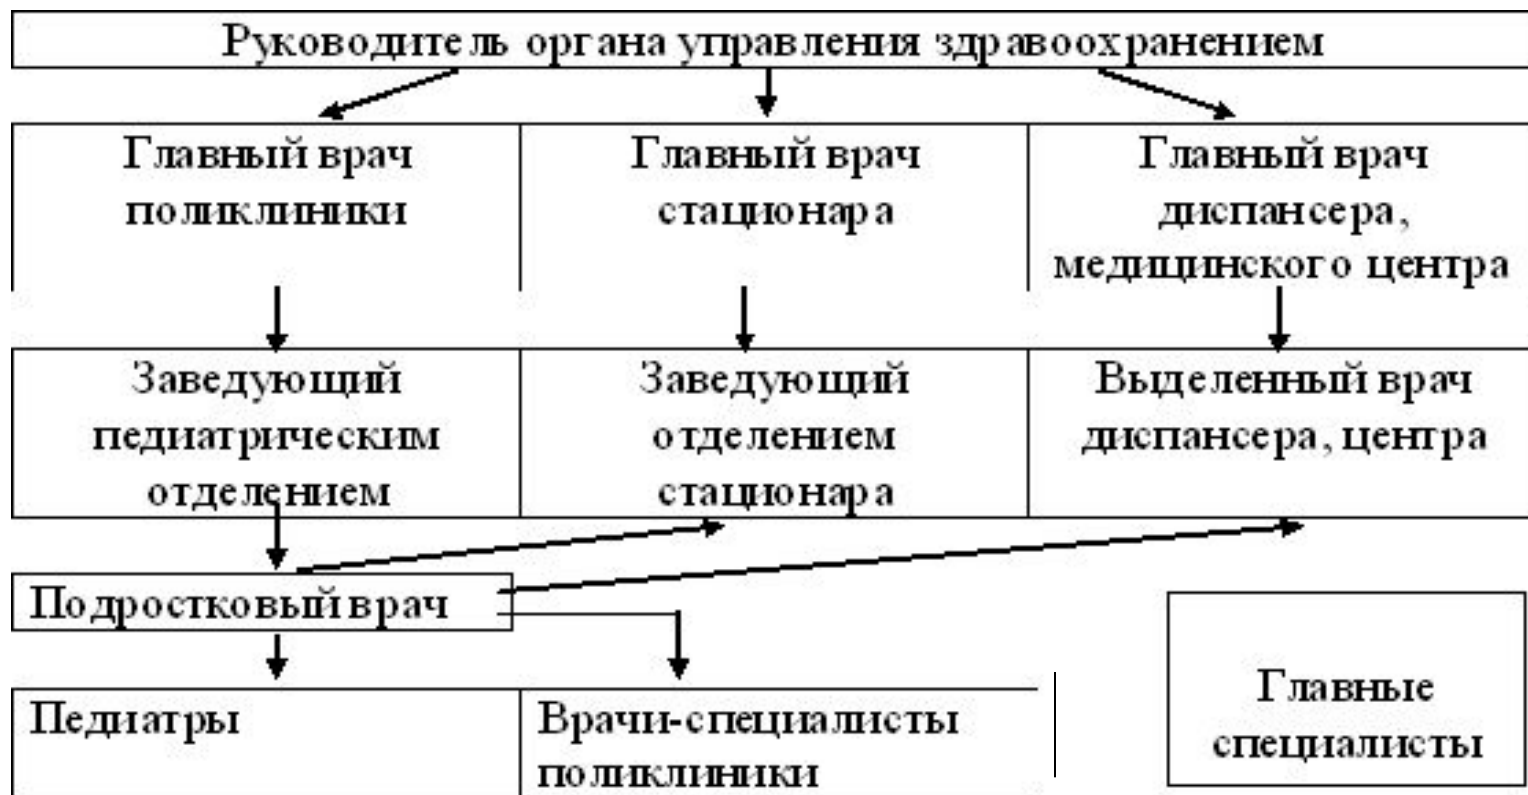 Руководитель органа управления здравоохранением
Главный врач
поликлиники
Главный врач
стационара
Главный врач
диспансера,
медицинского центра
Заведующий
педиатрическим
отделением
Заведующий
отделением
стационара
Выделенный врач
диспансера, центра
Подростковый врач
Педиатры
Врачи-специалисты
поликлиники
Главные
специалисты